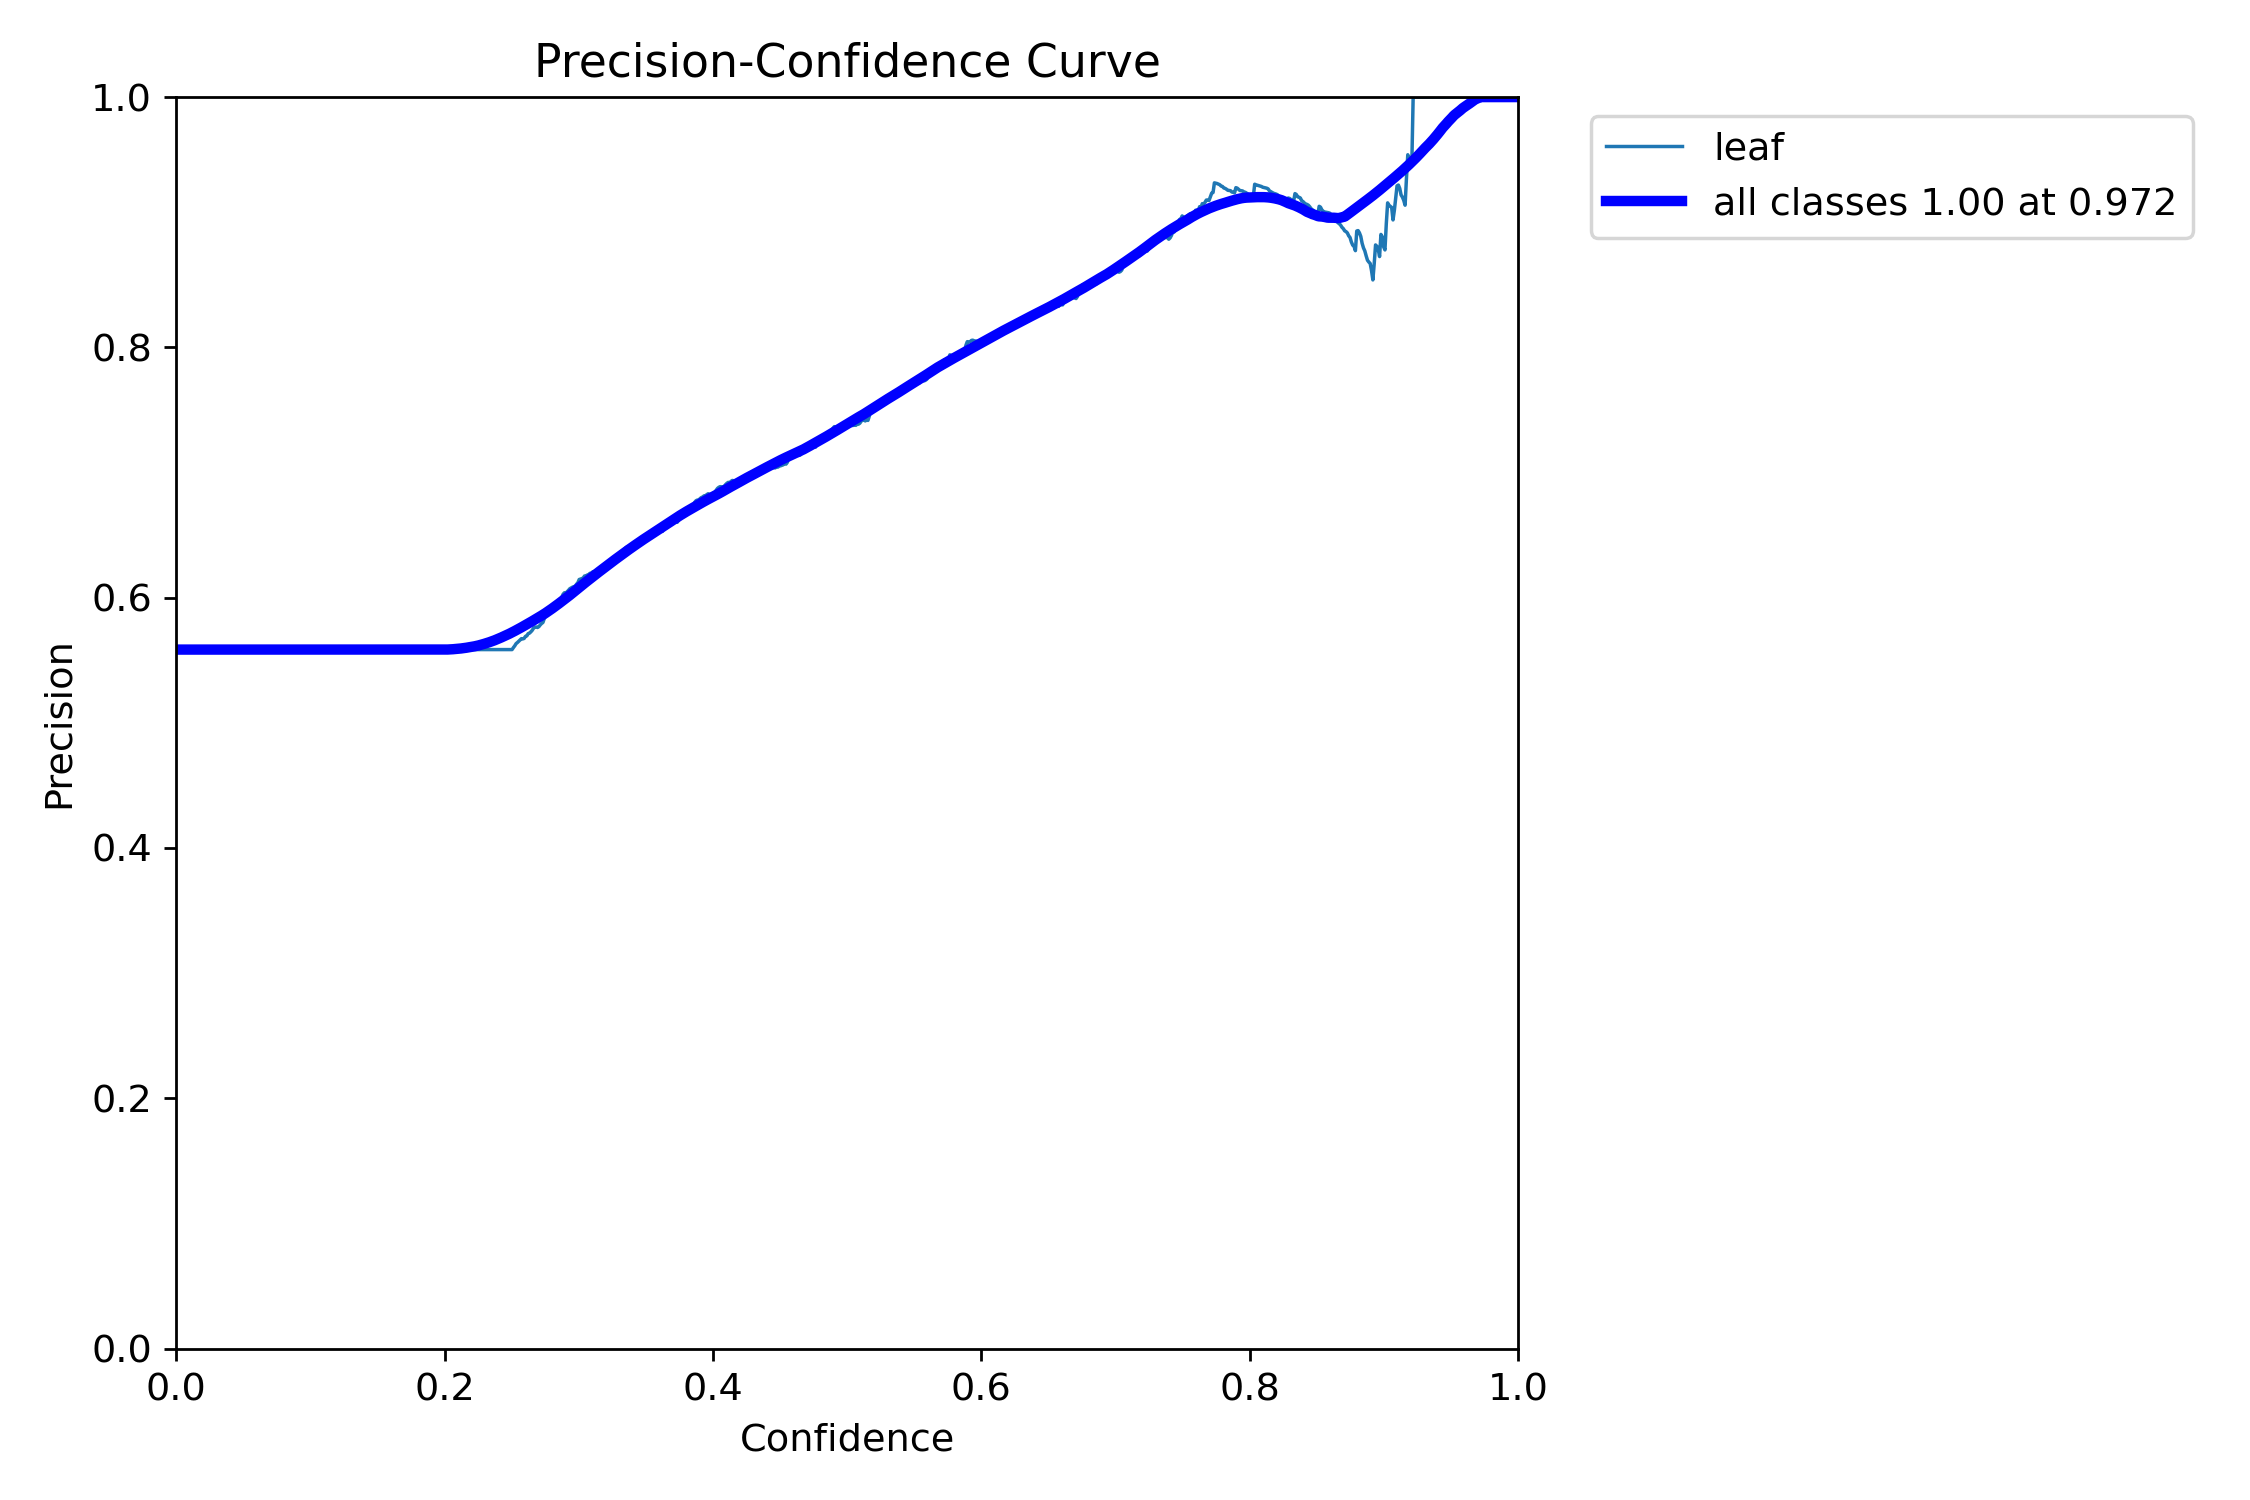 Precision-Confidence Curve
1.0
0.8
0.6
0.4
0.2
0.0
Precision
0.0 0.2 0.4 0.6 0.8 1.0
Confidence
leaf
all classes 1.00 at 0.972